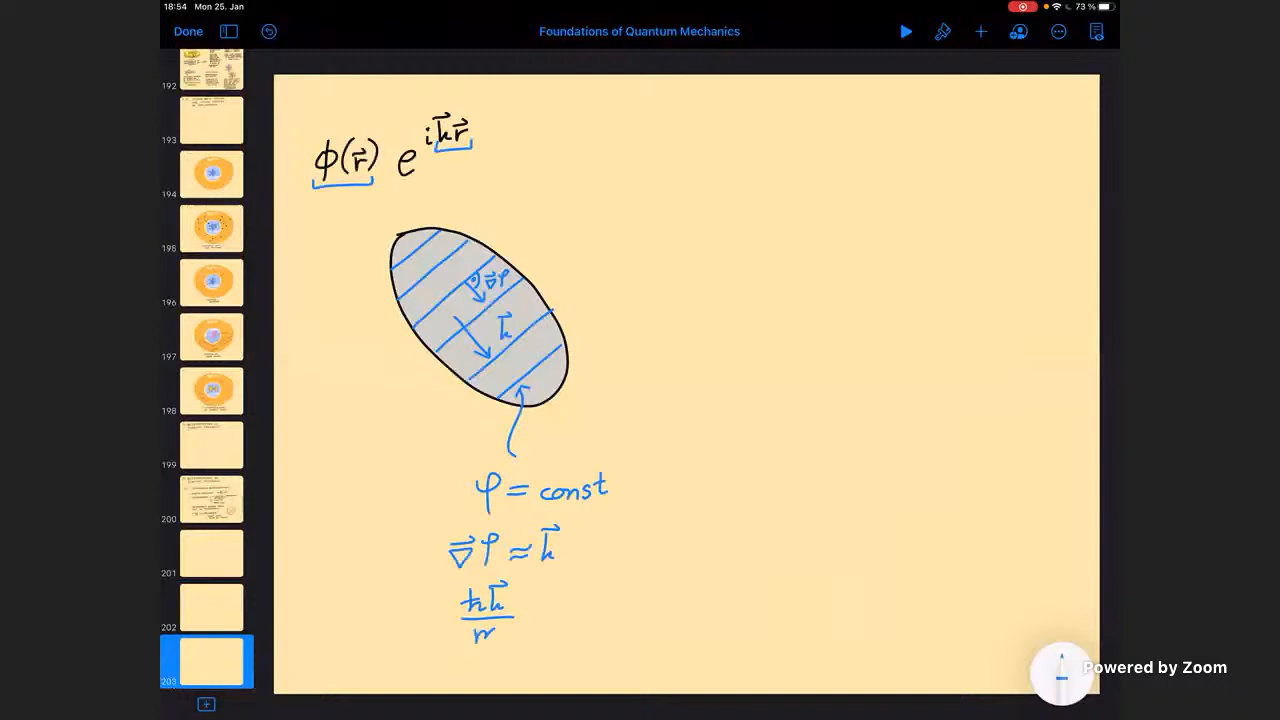 18:54 Mon 25. Jan
73 %
Done
Foundations of Quantum Mechanics
192
193
194
195
196
197
198
199
200
201
202
203
ϕ(r⃗) e^{i k⃗ r⃗}
∇⃗φ
k⃗
φ = const
∇⃗φ ≈ k⃗
ħk⃗
m
Powered by Zoom